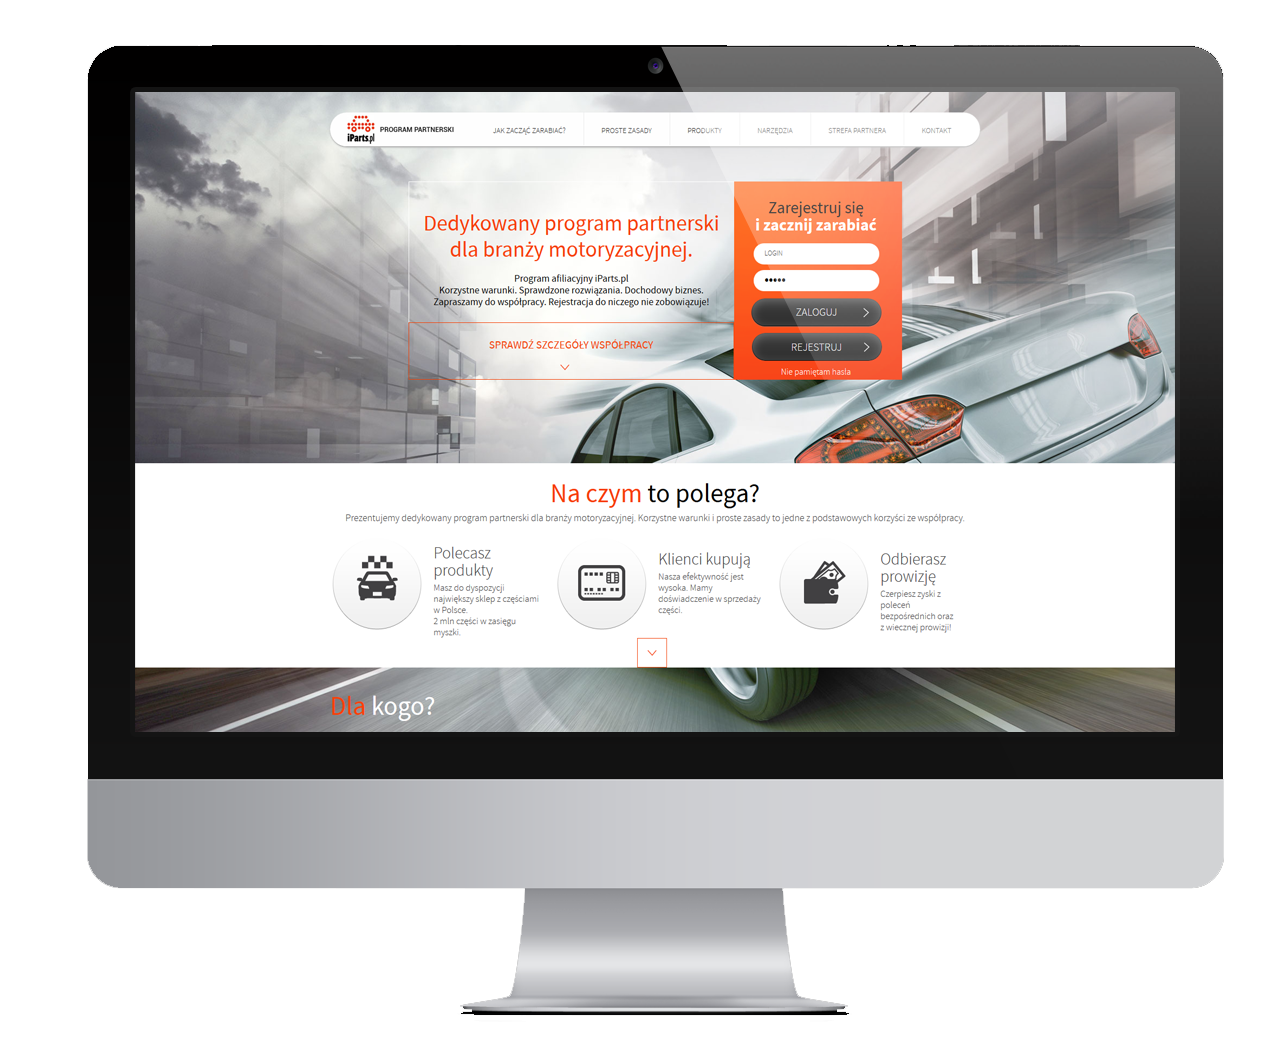 iParts.pl
PROGRAM PARTNERSKI
JAK ZACZĄĆ ZARABIAĆ?
PROSTE ZASADY
PRODUKTY
NARZĘDZIA
STREFA PARTNERA
KONTAKT
Dedykowany program partnerski
dla branży motoryzacyjnej.
Program afiliacyjny iParts.pl
Korzystne warunki. Sprawdzone rozwiązania. Dochodowy biznes.
Zapraszamy do współpracy. Rejestracja do niczego nie zobowiązuje!
SPRAWDŹ SZCZEGÓŁY WSPÓŁPRACY
Zarejestruj się
i zacznij zarabiać
LOGIN
•••••
ZALOGUJ
REJESTRUJ
Nie pamiętam hasła
Na czym to polega?
Prezentujemy dedykowany program partnerski dla branży motoryzacyjnej. Korzystne warunki i proste zasady to jedne z podstawowych korzyści ze współpracy.
Polecasz
produkty
Masz do dyspozycji
największy sklep z częściami
w Polsce.
2 mln części w zasięgu
myszki.
Klienci kupują
Nasza efektywność jest
wysoka. Mamy
doświadczenie w sprzedaży
części.
Odbierasz
prowizję
Czerpiesz zyski z
poleceń
bezpośrednich oraz
z wiecznej prowizji!
Dla kogo?